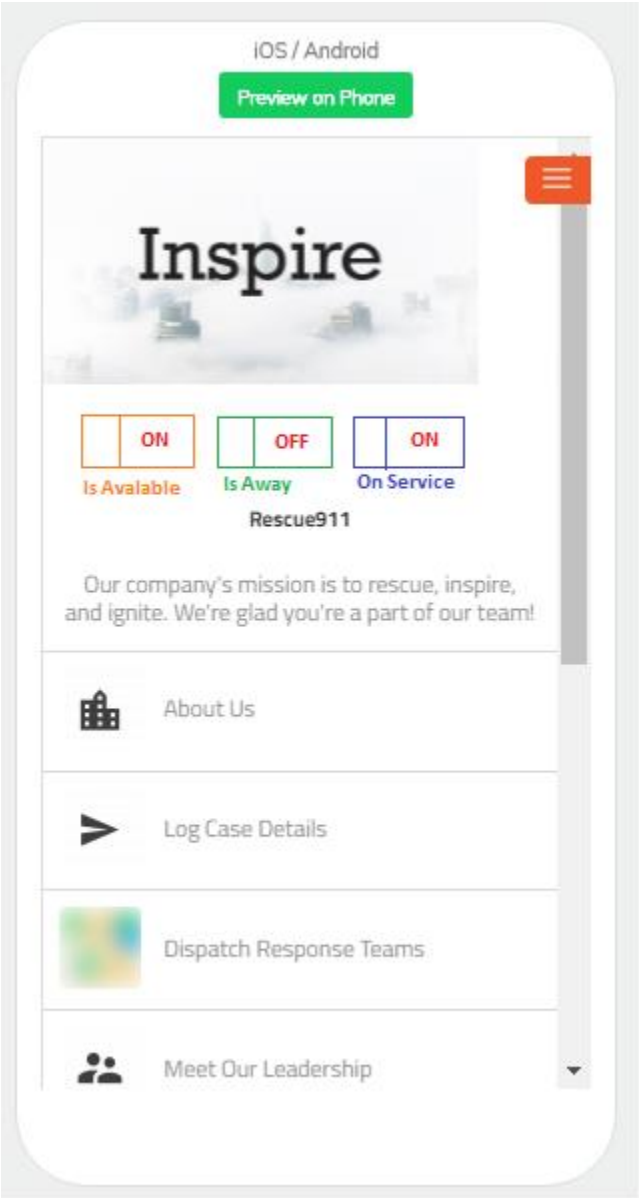 iOS / Android
Preview on Phone
Inspire
ON OFF ON
Is Avalable Is Away On Service
Rescue911
Our company's mission is to rescue, inspire,
and ignite. We're glad you're a part of our team!
About Us
Log Case Details
Dispatch Response Teams
Meet Our Leadership